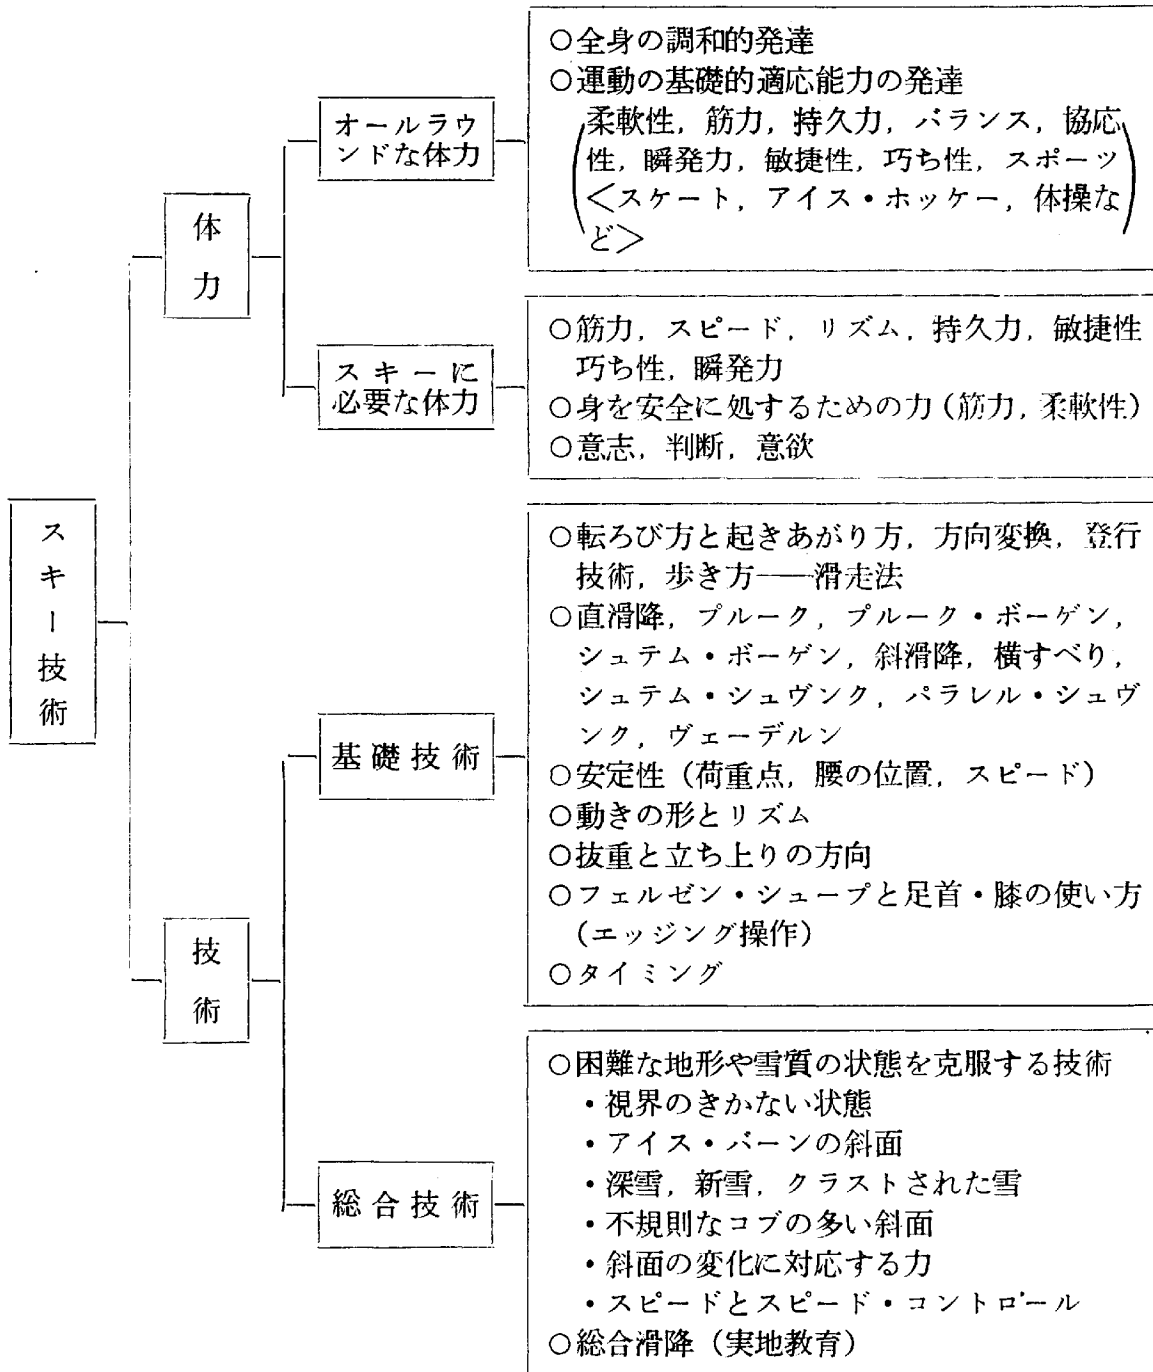 スキー技術
体力
オールラウ
ンドな体力
○全身の調和的発達
○運動の基礎的適応能力の発達
(柔軟性，筋力，持久力，バランス，協応
性，瞬発力，敏捷性，巧ち性，スポーツ
＜スケート，アイス・ホッケー，体操な
ど＞)
スキーに
必要な体力
○筋力，スピード，リズム，持久力，敏捷性
巧ち性，瞬発力
○身を安全に処するための力（筋力，柔軟性）
○意志，判断，意欲
技術
基礎技術
○転ろび方と起きあがり方，方向変換，登行
技術，歩き方――滑走法
○直滑降，プルーク，プルーク・ボーゲン，
シュテム・ボーゲン，斜滑降，横すべり，
シュテム・シュヴンク，パラレル・シュヴ
ンク，ヴェーデルン
○安定性（荷重点，腰の位置，スピード）
○動きの形とリズム
○抜重と立ち上りの方向
○フェルゼン・シューブと足首・膝の使い方
（エッジング操作）
○タイミング
総合技術
○困難な地形や雪質の状態を克服する技術
・視界のきかない状態
・アイス・バーンの斜面
・深雪，新雪，クラストされた雪
・不規則なコブの多い斜面
・斜面の変化に対応する力
・スピードとスピード・コントロール
○総合滑降（実地教育）